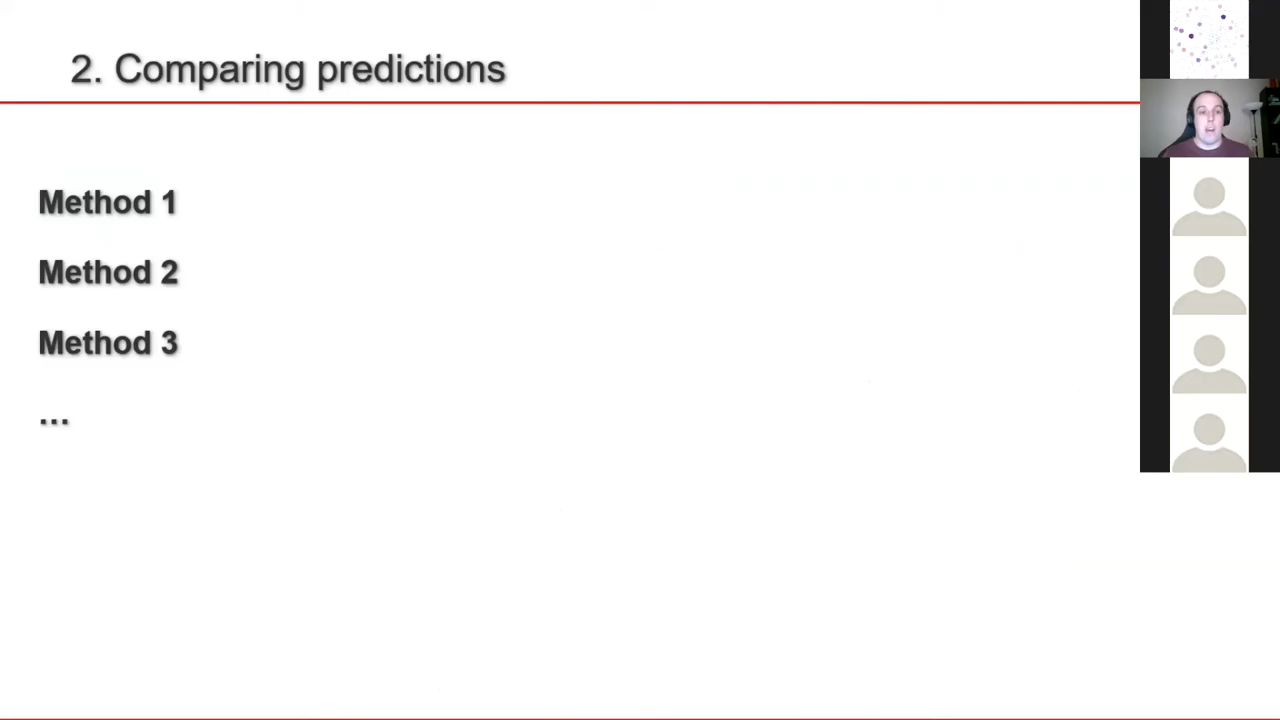 2. Comparing predictions
Method 1
Method 2
Method 3
...